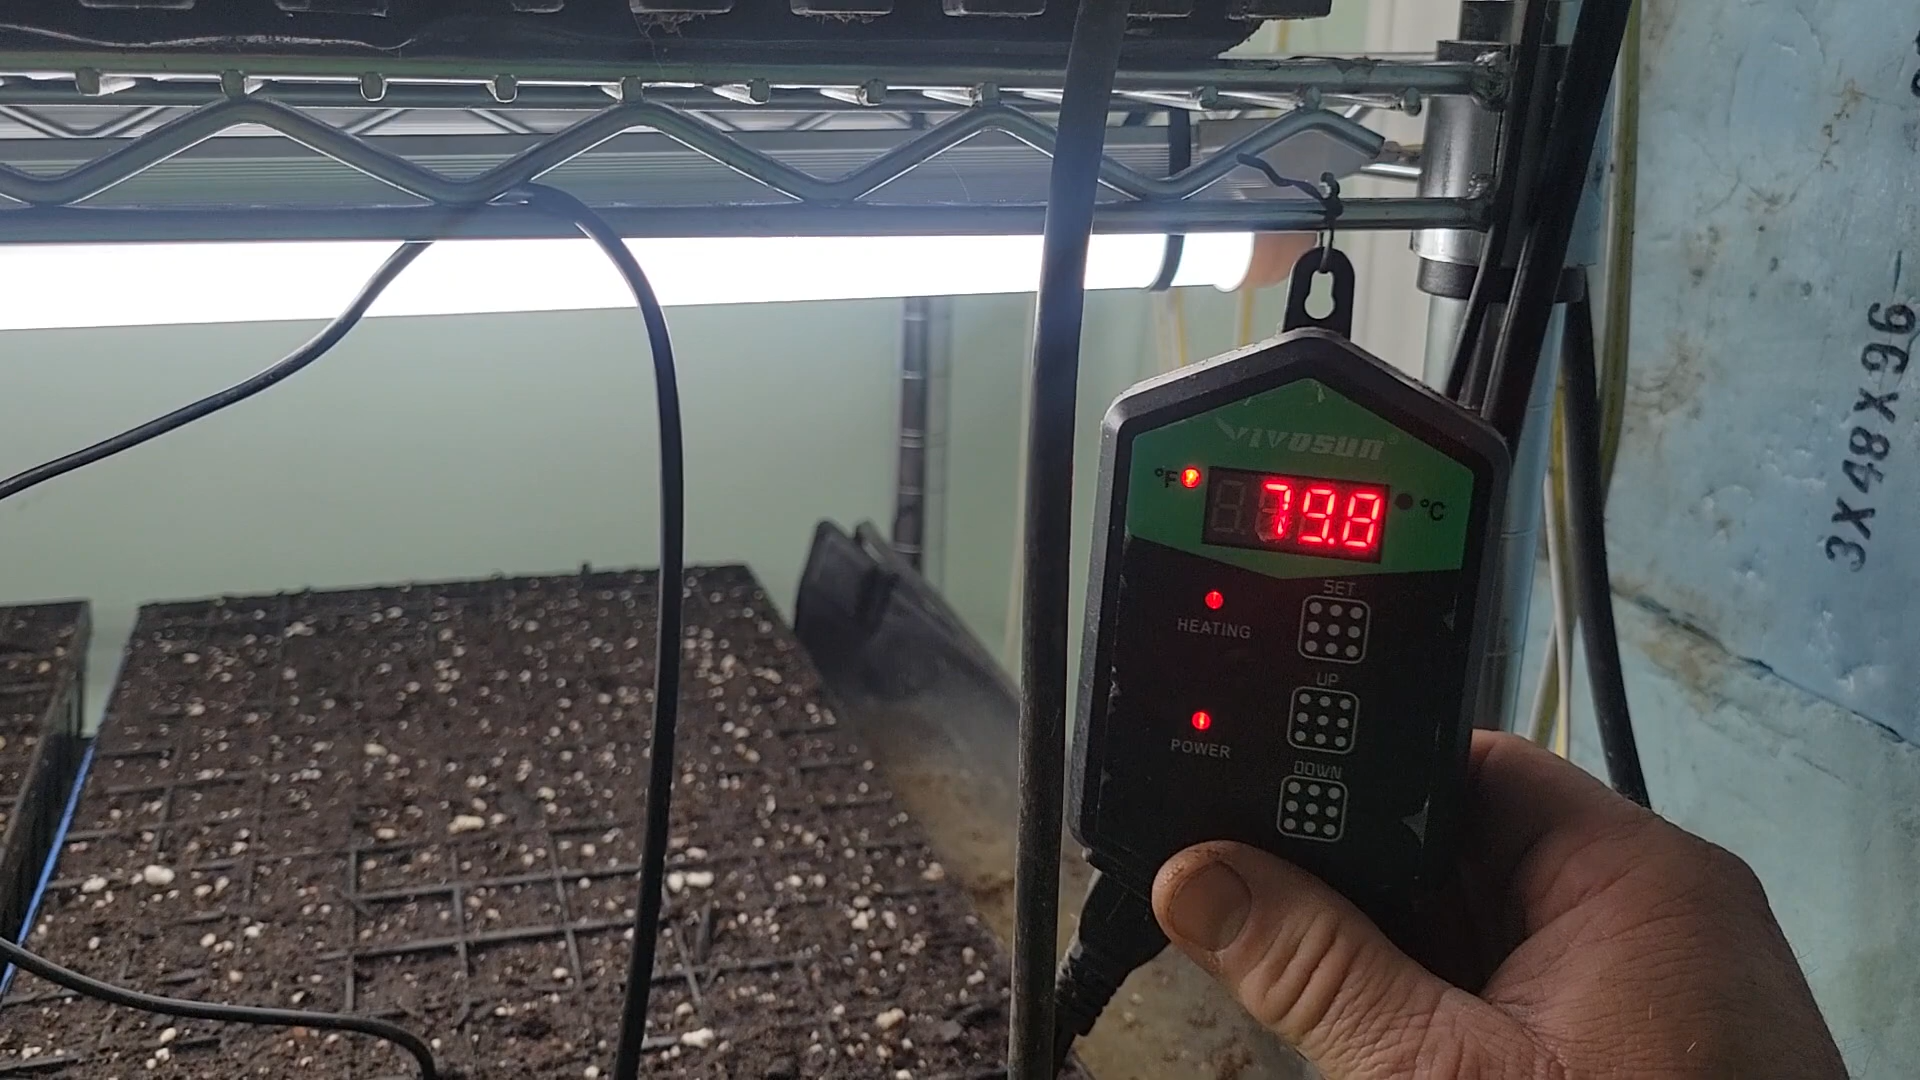 VIVOSUN®
°F 79.8 °C
SET
HEATING
UP
POWER
DOWN
3X48X96